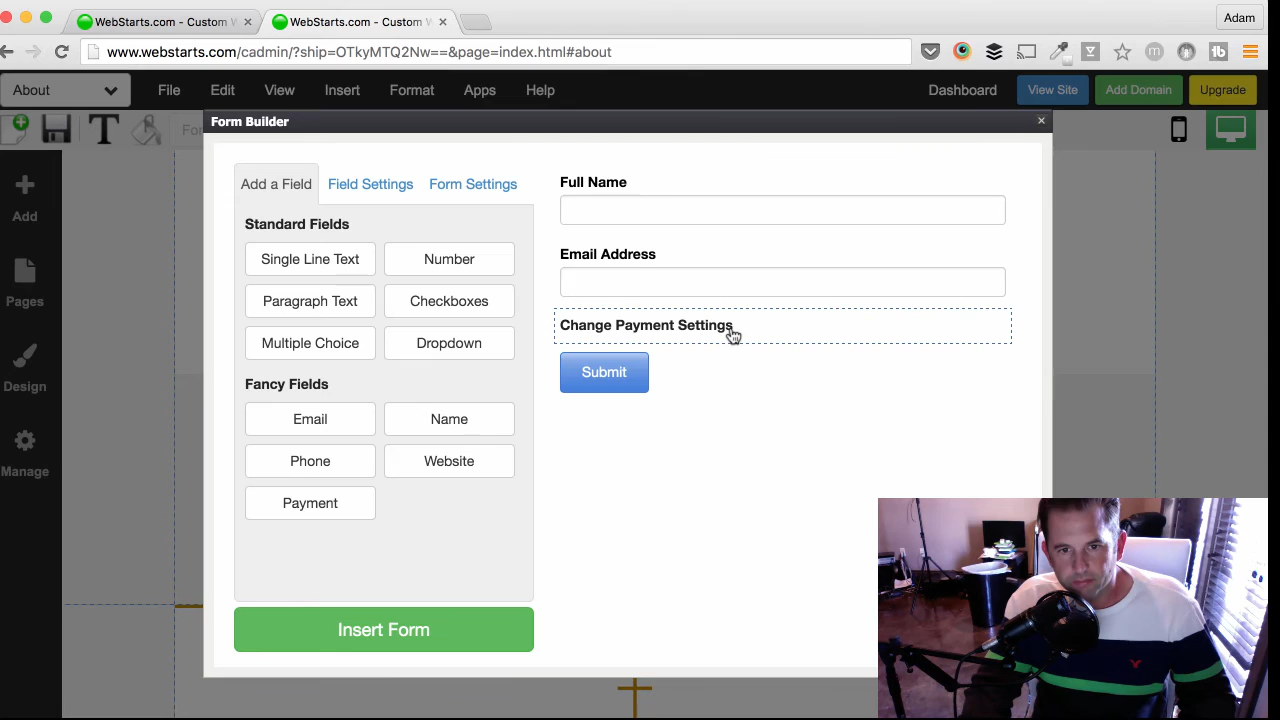 WebStarts.com - Custom W × WebStarts.com - Custom W × Adam
www.webstarts.com/cadmin/?ship=OTkyMTQ2Nw==&page=index.html#about
About File Edit View Insert Format Apps Help Dashboard View Site Add Domain Upgrade
Form Builder ×
Add a Field Field Settings Form Settings
Standard Fields
Single Line Text Number
Paragraph Text Checkboxes
Multiple Choice Dropdown
Fancy Fields
Email Name
Phone Website
Payment
Insert Form
Full Name
Email Address
Change Payment Settings
Submit
Add
Pages
Design
Manage